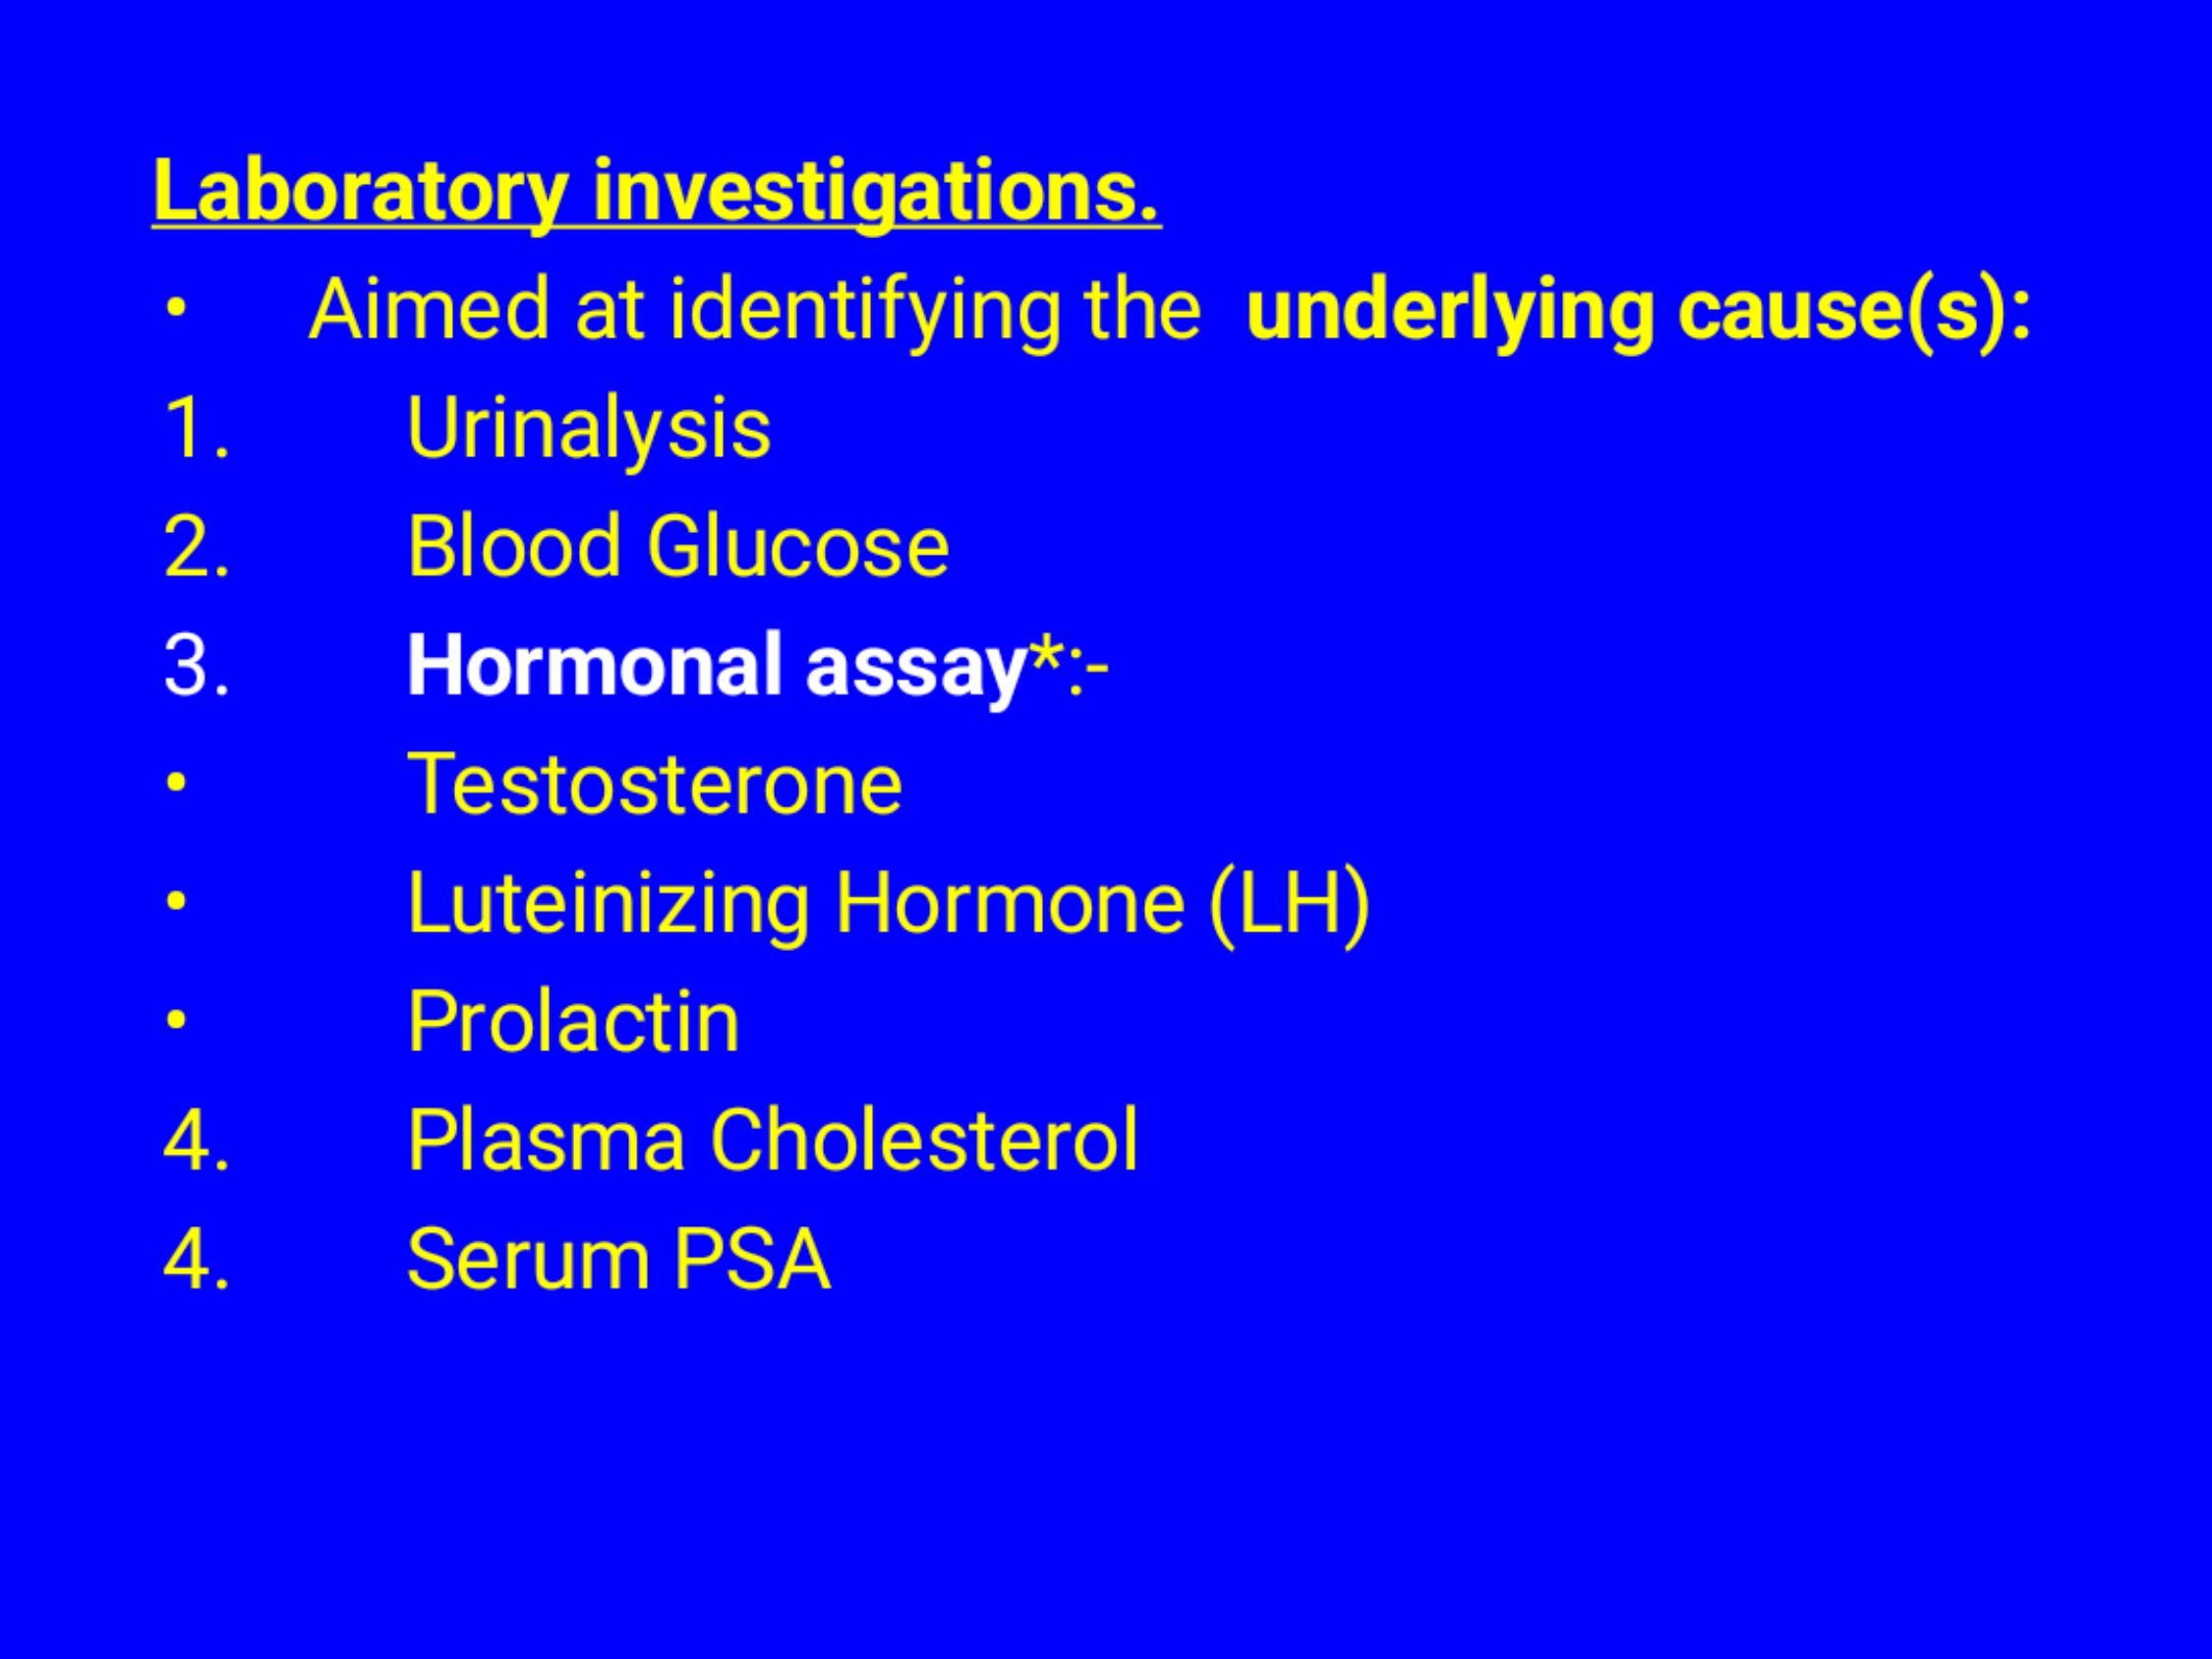 Laboratory investigations.
• Aimed at identifying the underlying cause(s):
1. Urinalysis
2. Blood Glucose
3. Hormonal assay*:-
• Testosterone
• Luteinizing Hormone (LH)
• Prolactin
4. Plasma Cholesterol
4. Serum PSA